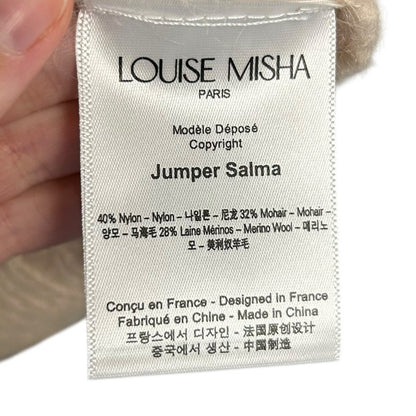 LOUISE MISHA
PARIS
Modèle Déposé
Copyright
Jumper Salma
40% Nylon – Nylon – 나일론 – 尼龙 32% Mohair - Mohair -
양모 – 马海毛 28% Laine Mérinos – Merino Wool – 메리노
모 – 美利奴羊毛
Conçu en France - Designed in France
Fabriqué en Chine - Made in China
프랑스에서 디자인 - 法国原创设计
중국에서 생산 - 中国制造